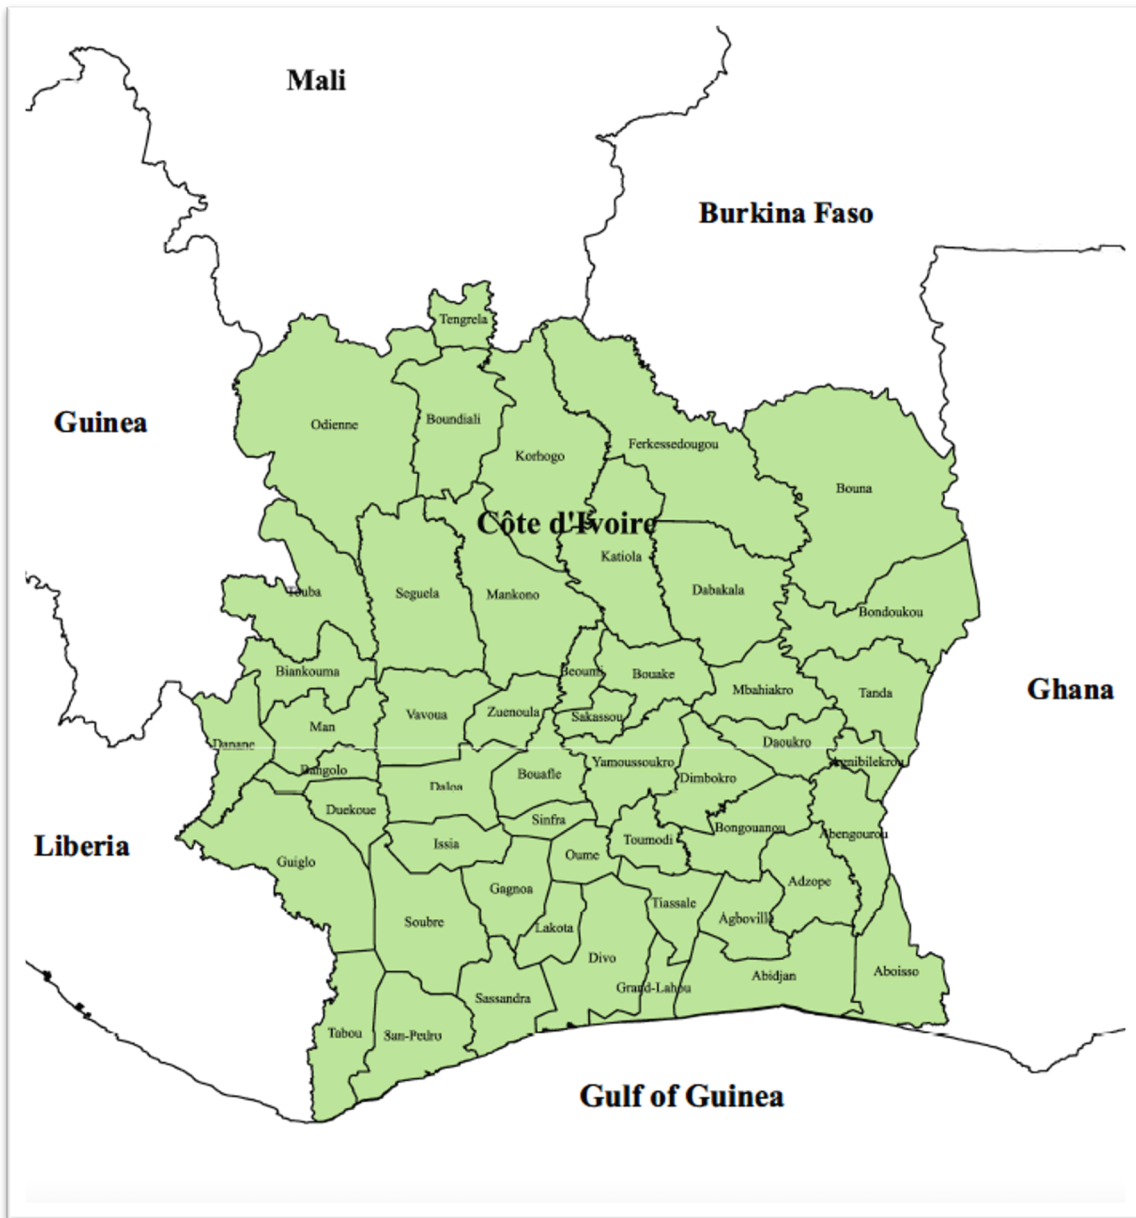 Mali
Burkina Faso
Tengrela
Guinea
Odienne
Boundiali
Korhogo
Ferkessedougou
Bouna
Côte d'Ivoire
Katiola
Touba
Seguela
Mankono
Dabakala
Bondoukou
Biankouma
Beoumi
Bouake
Mbahiakro
Tanda
Ghana
Man
Vavoua
Zuenoula
Sakassou
Danane
Daoukro
Bangolo
Yamoussoukro
Agnibilekrou
Daloa
Bouafle
Dimbokro
Duekoue
Sinfra
Bongouanou
Abengourou
Liberia
Issia
Toumodi
Guiglo
Oume
Adzope
Gagnoa
Tiassale
Soubre
Lakota
Agboville
Divo
Abidjan
Aboisso
Grand-Lahou
Sassandra
Tabou
San-Pedro
Gulf of Guinea